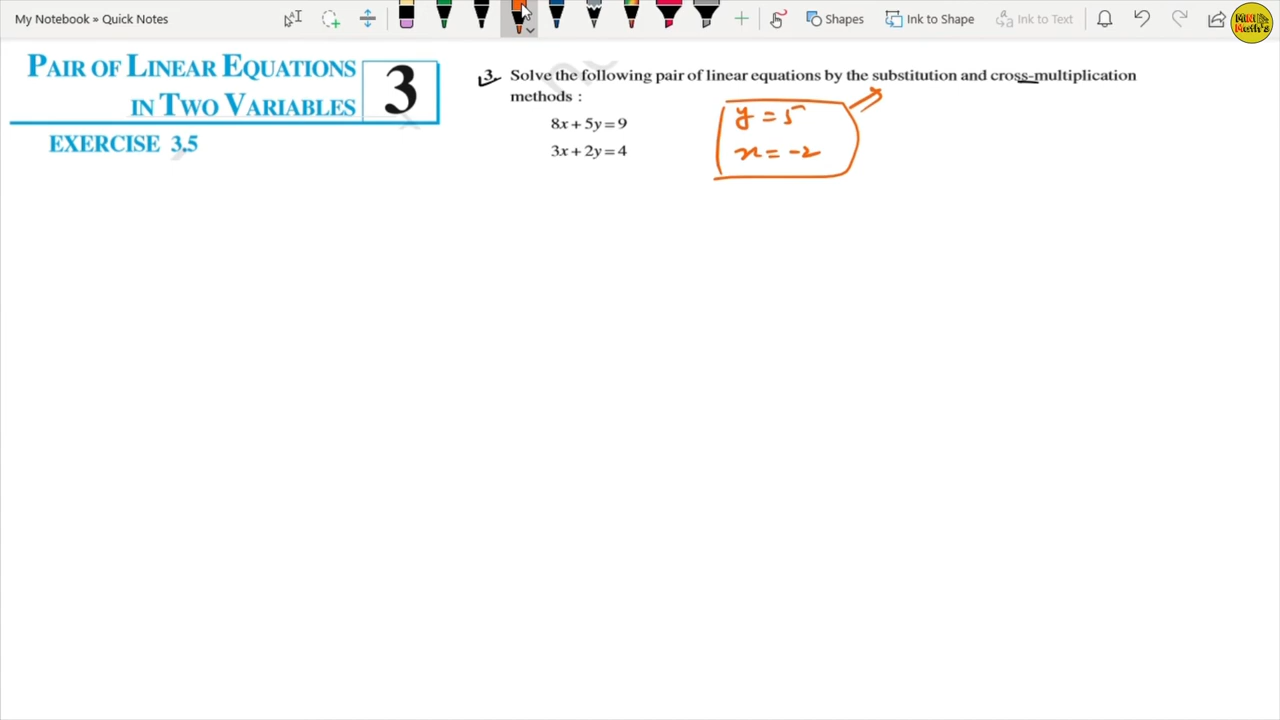 My Notebook » Quick Notes
Shapes
Ink to Shape
Ink to Text
PAIR OF LINEAR EQUATIONS
IN TWO VARIABLES
3
EXERCISE 3.5
3. Solve the following pair of linear equations by the substitution and cross-multiplication
methods :
8x + 5y = 9
3x + 2y = 4
y = 5
x = -2